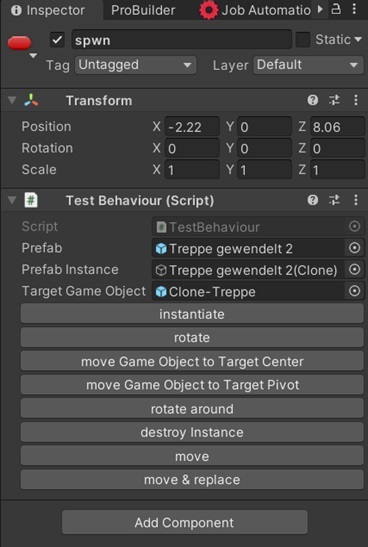 Inspector ProBuilder Job Automatio
spwn Static
Tag Untagged Layer Default
Transform
Position X -2.22 Y 0 Z 8.06
Rotation X 0 Y 0 Z 0
Scale X 1 Y 1 Z 1
# Test Behaviour (Script)
Script # TestBehaviour
Prefab Treppe gewendelt 2
Prefab Instance Treppe gewendelt 2(Clone)
Target Game Object Clone-Treppe
instantiate
rotate
move Game Object to Target Center
move Game Object to Target Pivot
rotate around
destroy Instance
move
move & replace
Add Component